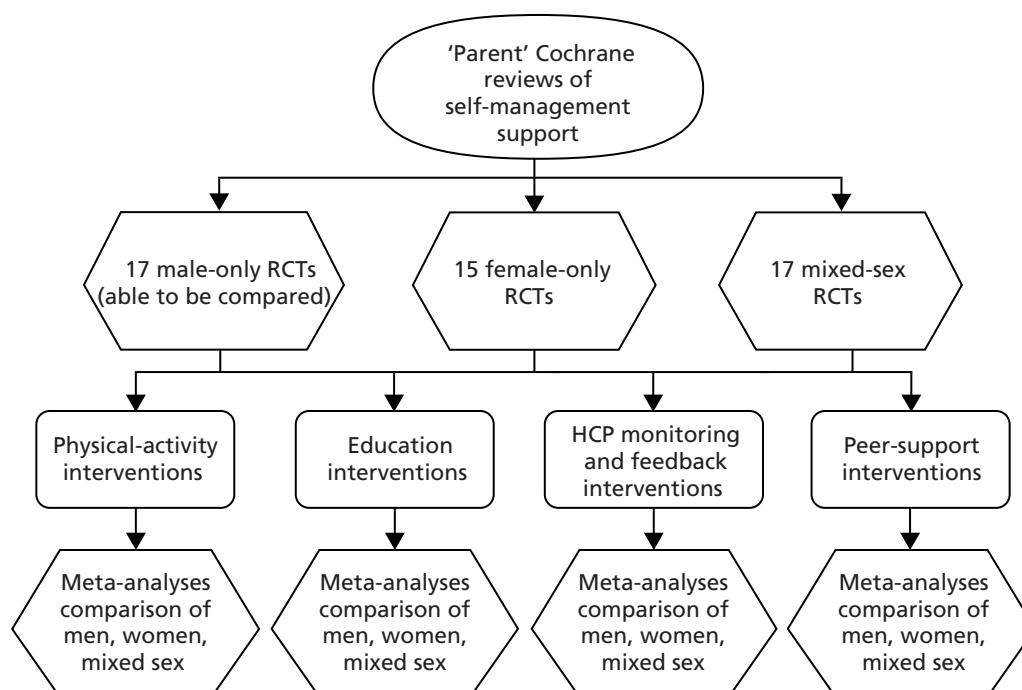 ‘Parent’ Cochrane
reviews of
self-management
support
17 male-only RCTs
(able to be compared)
15 female-only
RCTs
17 mixed-sex
RCTs
Physical-activity
interventions
Education
interventions
HCP monitoring
and feedback
interventions
Peer-support
interventions
Meta-analyses
comparison of
men, women,
mixed sex
Meta-analyses
comparison of
men, women,
mixed sex
Meta-analyses
comparison of
men, women,
mixed sex
Meta-analyses
comparison of
men, women,
mixed sex